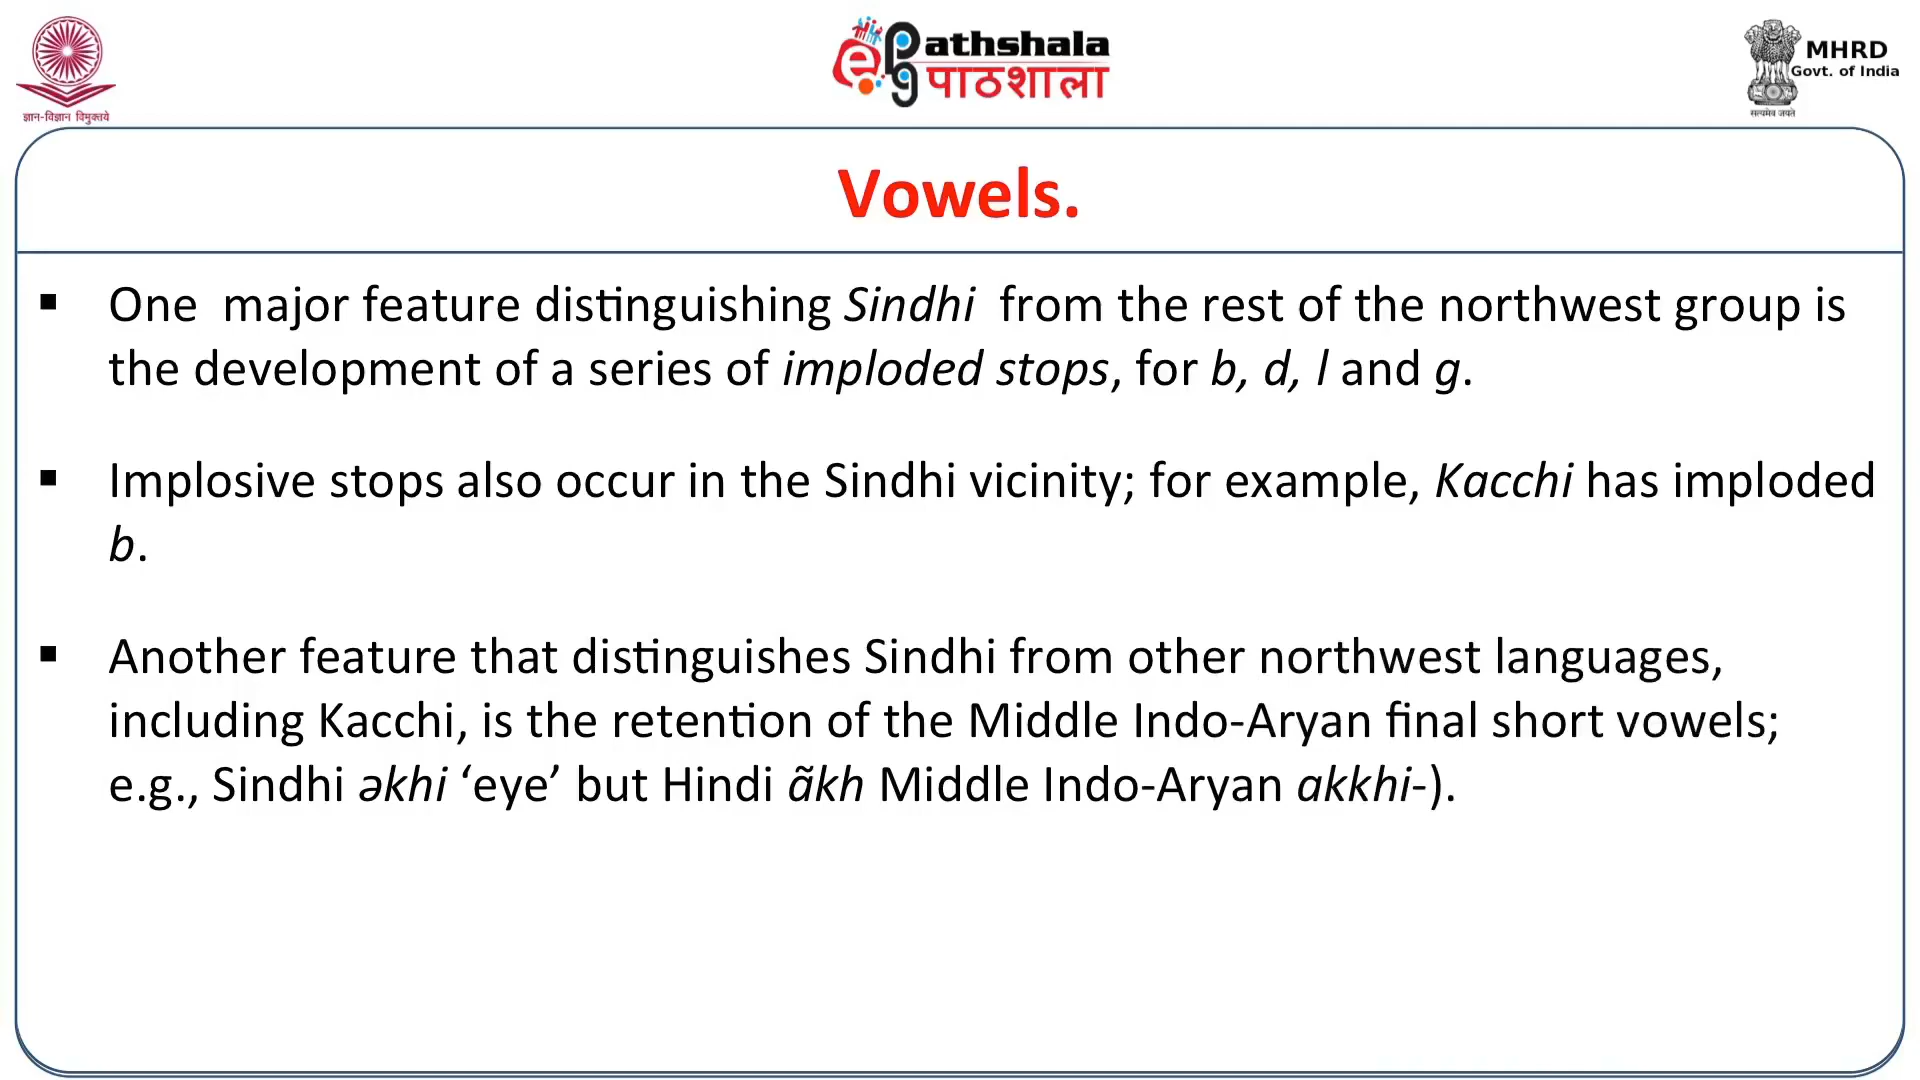 ज्ञान-विज्ञान विमुक्तये
ePG Pathshala
पाठशाला
MHRD
Govt. of India
सत्यमेव जयते
Vowels.
▪ One major feature distinguishing Sindhi from the rest of the northwest group is
the development of a series of imploded stops, for b, d, l and g.
▪ Implosive stops also occur in the Sindhi vicinity; for example, Kacchi has imploded
b.
▪ Another feature that distinguishes Sindhi from other northwest languages,
including Kacchi, is the retention of the Middle Indo-Aryan final short vowels;
e.g., Sindhi əkhi ‘eye’ but Hindi ãkh Middle Indo-Aryan akkhi-).